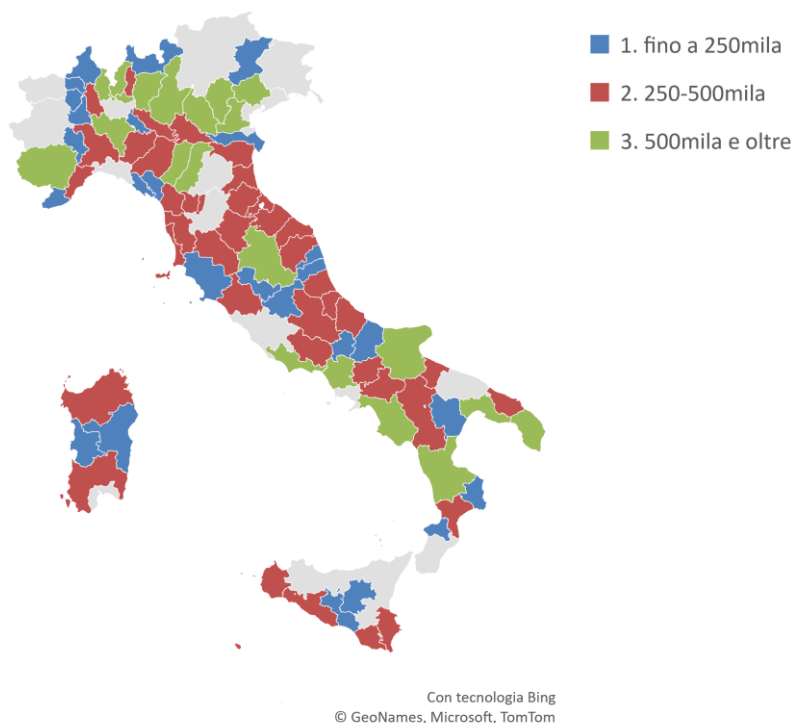 1. fino a 250mila
2. 250-500mila
3. 500mila e oltre
Con tecnologia Bing
© GeoNames, Microsoft, TomTom